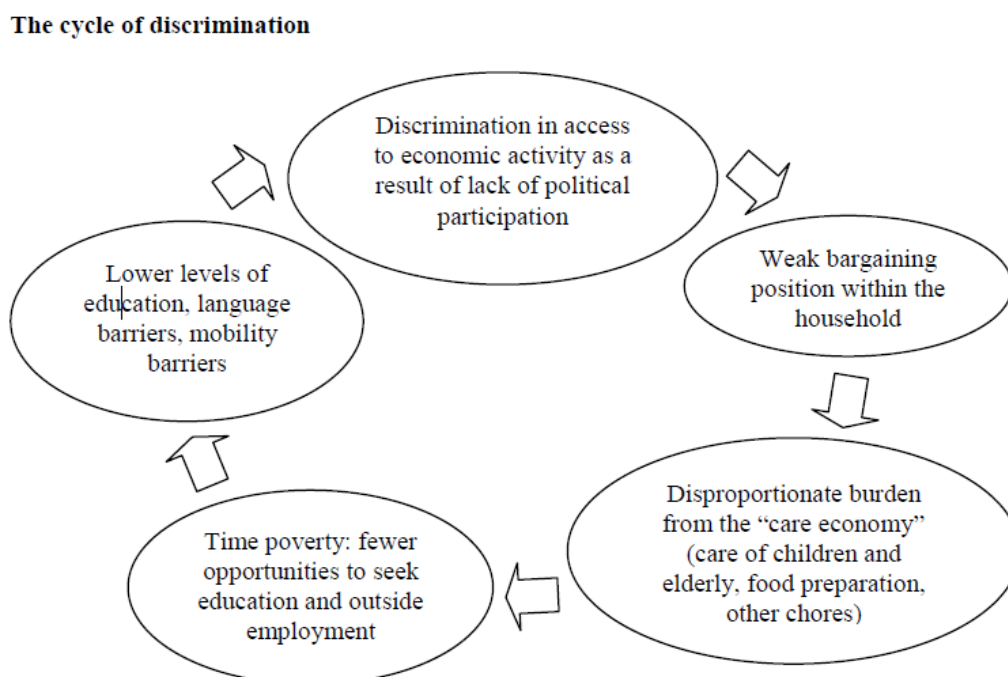 The cycle of discrimination
Discrimination in access
to economic activity as a
result of lack of political
participation
Weak bargaining
position within the
household
Disproportionate burden
from the “care economy”
(care of children and
elderly, food preparation,
other chores)
Time poverty: fewer
opportunities to seek
education and outside
employment
Lower levels of
education, language
barriers, mobility
barriers